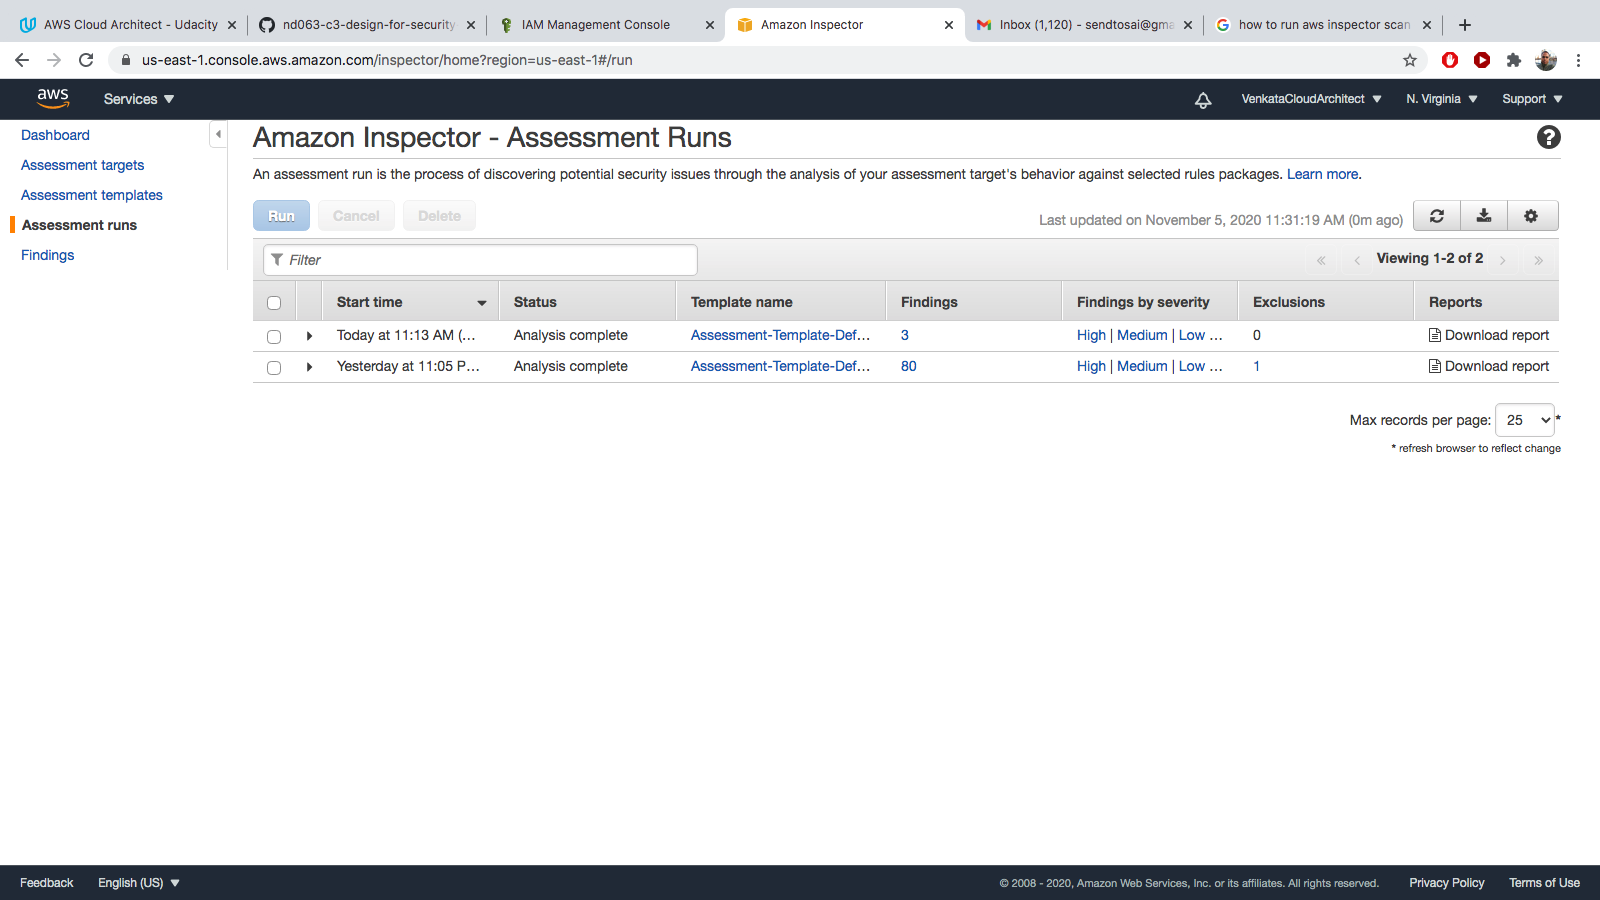 AWS Cloud Architect - Udacity
nd063-c3-design-for-security
IAM Management Console
Amazon Inspector
Inbox (1,120) - sendtosai@gma
how to run aws inspector scan
us-east-1.console.aws.amazon.com/inspector/home?region=us-east-1#/run
aws
Services
VenkataCloudArchitect
N. Virginia
Support
Dashboard
Assessment targets
Assessment templates
Assessment runs
Findings
Amazon Inspector - Assessment Runs
?
An assessment run is the process of discovering potential security issues through the analysis of your assessment target's behavior against selected rules packages. Learn more.
Run
Cancel
Delete
Last updated on November 5, 2020 11:31:19 AM (0m ago)
Filter
« ‹ Viewing 1-2 of 2 › »
Start time Status Template name Findings Findings by severity Exclusions Reports
Today at 11:13 AM (... Analysis complete Assessment-Template-Def... 3 High | Medium | Low ... 0 Download report
Yesterday at 11:05 P... Analysis complete Assessment-Template-Def... 80 High | Medium | Low ... 1 Download report
Max records per page: 25 *
* refresh browser to reflect change
Feedback
English (US)
© 2008 - 2020, Amazon Web Services, Inc. or its affiliates. All rights reserved.
Privacy Policy
Terms of Use